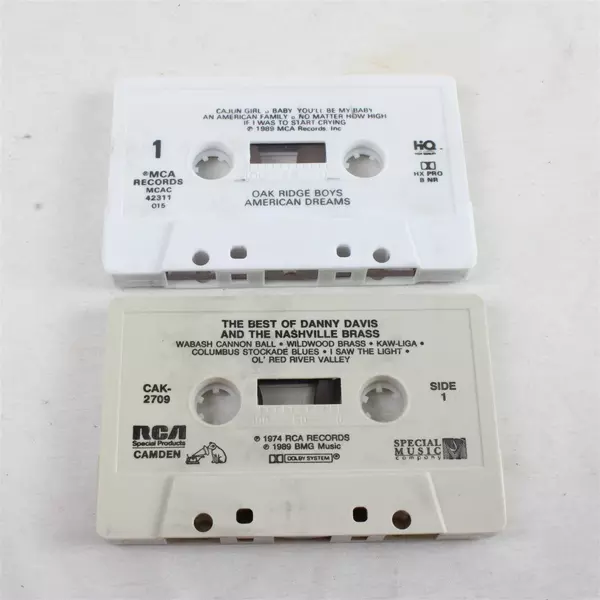 CAJUN GIRL □ BABY, YOU'LL BE MY BABY
AN AMERICAN FAMILY □ NO MATTER HOW HIGH
IF I WAS TO START CRYING
℗ 1989 MCA Records, Inc
1
®MCA
RECORDS
MCAC
42311
015
HiQ
HIGH QUALITY
HX PRO
B NR
OAK RIDGE BOYS
AMERICAN DREAMS
THE BEST OF DANNY DAVIS
AND THE NASHVILLE BRASS
WABASH CANNON BALL • WILDWOOD BRASS • KAW-LIGA •
COLUMBUS STOCKADE BLUES • I SAW THE LIGHT •
OL' RED RIVER VALLEY
CAK-
2709
SIDE
1
RCA
Special Products
CAMDEN
℗ 1974 RCA RECORDS
℗ 1989 BMG Music
DOLBY SYSTEM®
SPECIAL
MUSIC
company